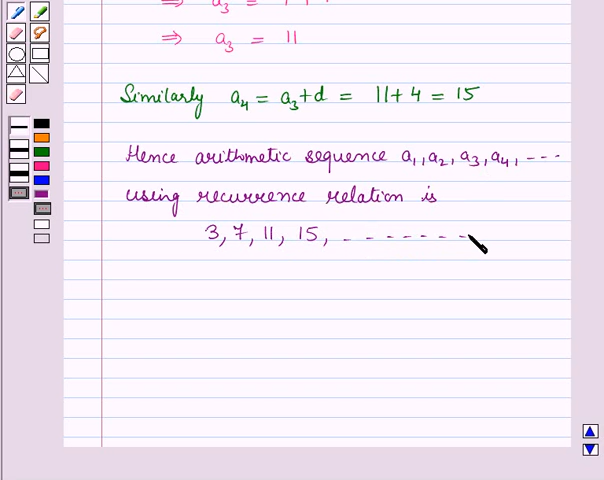 ⇒ a₃ =
⇒ a₃ = 11
Similarly a₄ = a₃+d = 11+4 = 15
Hence arithmetic sequence a₁, a₂, a₃, a₄, ---
using recurrence relation is
3, 7, 11, 15, -------